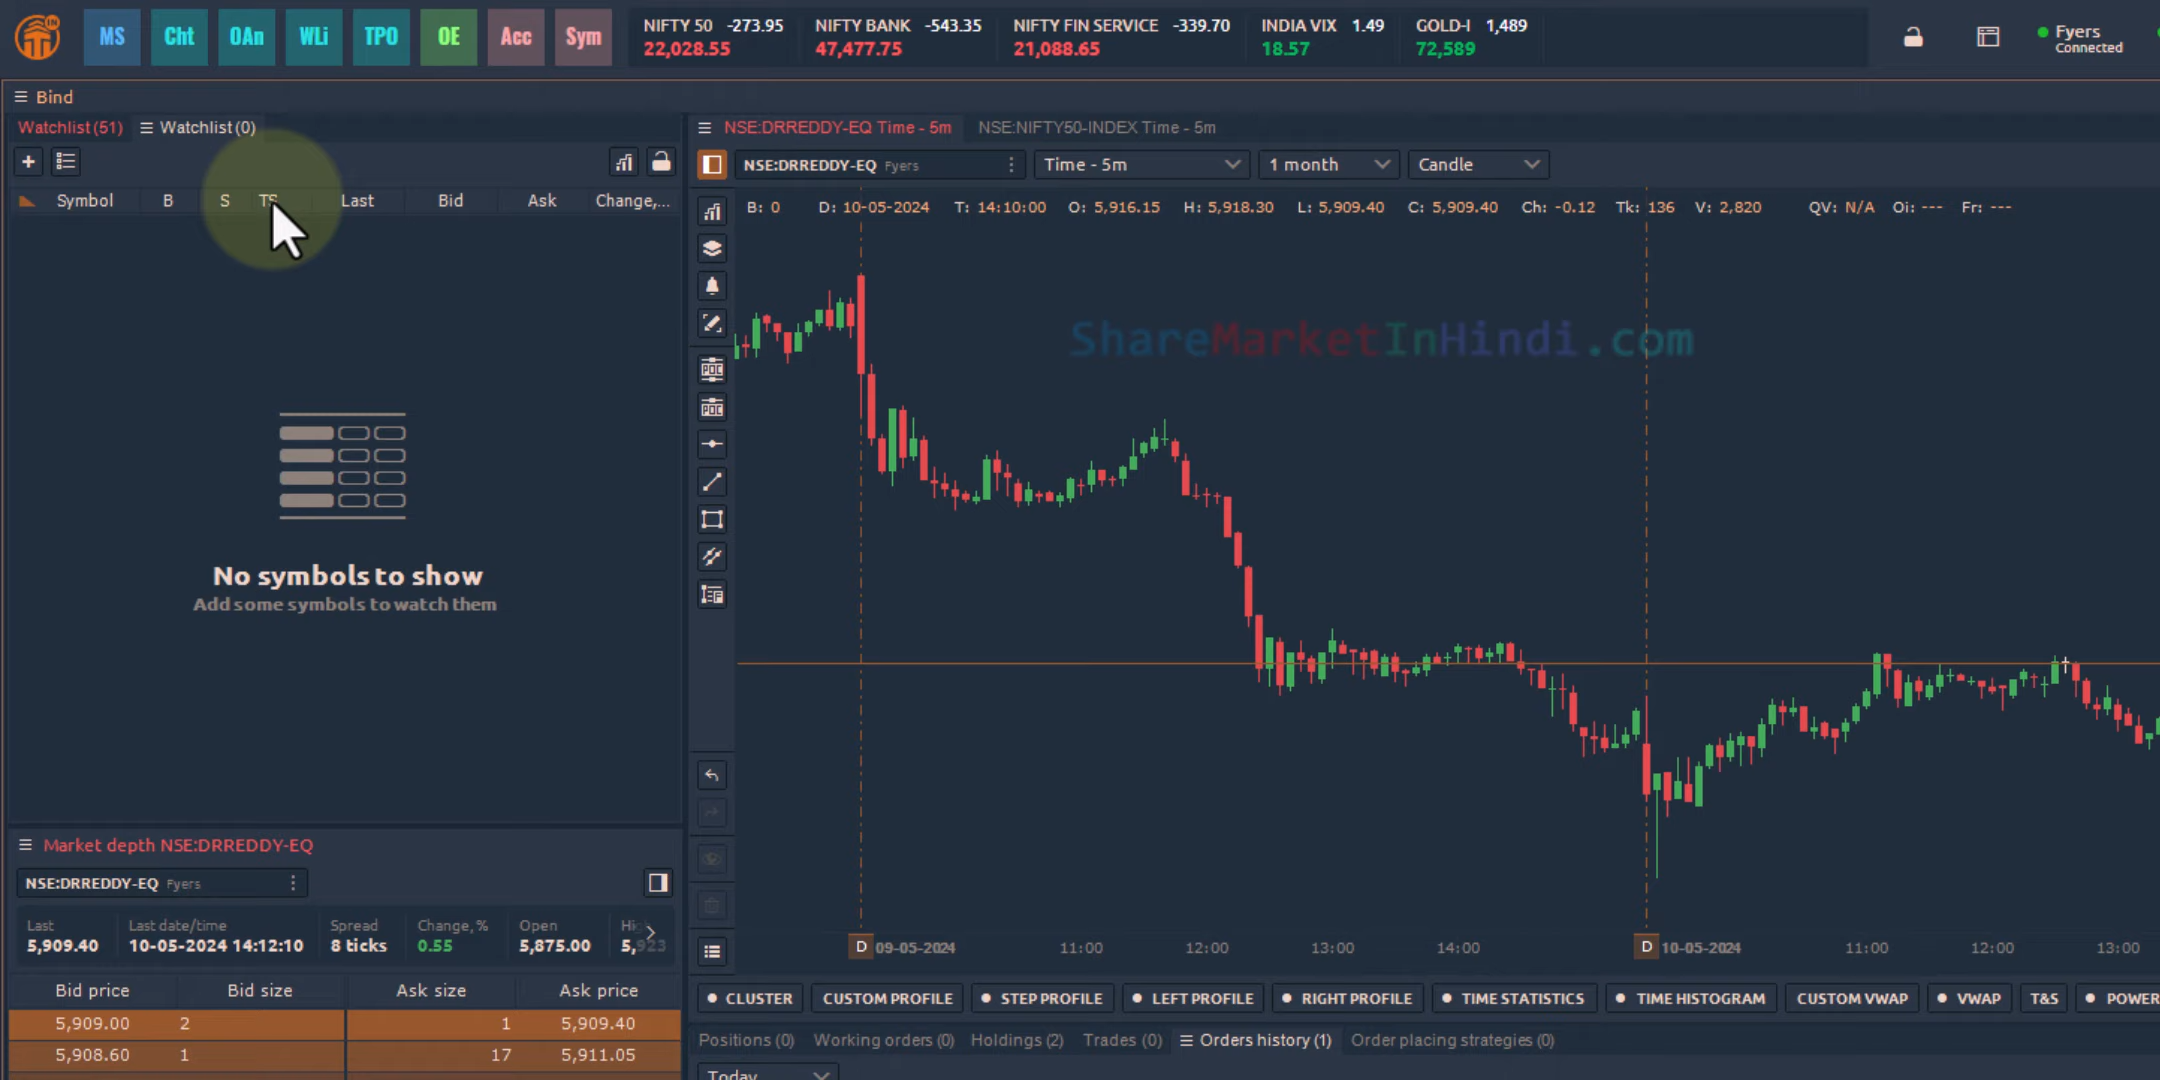 IN
MS Cht OAn WLi TPO OE Acc Sym
NIFTY 50 -273.95 NIFTY BANK -543.35 NIFTY FIN SERVICE -339.70 INDIA VIX 1.49 GOLD-I 1,489
22,028.55 47,477.75 21,088.65 18.57 72,589
Fyers
Connected
Bind
Watchlist (51) Watchlist (0)
Symbol B S TS Last Bid Ask Change,...
No symbols to show
Add some symbols to watch them
NSE:DRREDDY-EQ Time - 5m NSE:NIFTY50-INDEX Time - 5m
NSE:DRREDDY-EQ Fyers Time - 5m 1 month Candle
B: 0 D: 10-05-2024 T: 14:10:00 O: 5,916.15 H: 5,918.30 L: 5,909.40 C: 5,909.40 Ch: -0.12 Tk: 136 V: 2,820 QV: N/A Oi: --- Fr: ---
ShareMarketInHindi.com
POC
POC
D 09-05-2024 11:00 12:00 13:00 14:00 D 10-05-2024 11:00 12:00 13:00
Market depth NSE:DRREDDY-EQ
NSE:DRREDDY-EQ Fyers
Last Last date/time Spread Change, % Open
5,909.40 10-05-2024 14:12:10 8 ticks 0.55 5,875.00 5,923
Bid price Bid size Ask size Ask price
5,909.00 2 1 5,909.40
5,908.60 1 17 5,911.05
CLUSTER CUSTOM PROFILE STEP PROFILE LEFT PROFILE RIGHT PROFILE TIME STATISTICS TIME HISTOGRAM CUSTOM VWAP VWAP T&S POWER
Positions (0) Working orders (0) Holdings (2) Trades (0) Orders history (1) Order placing strategies (0)
Today